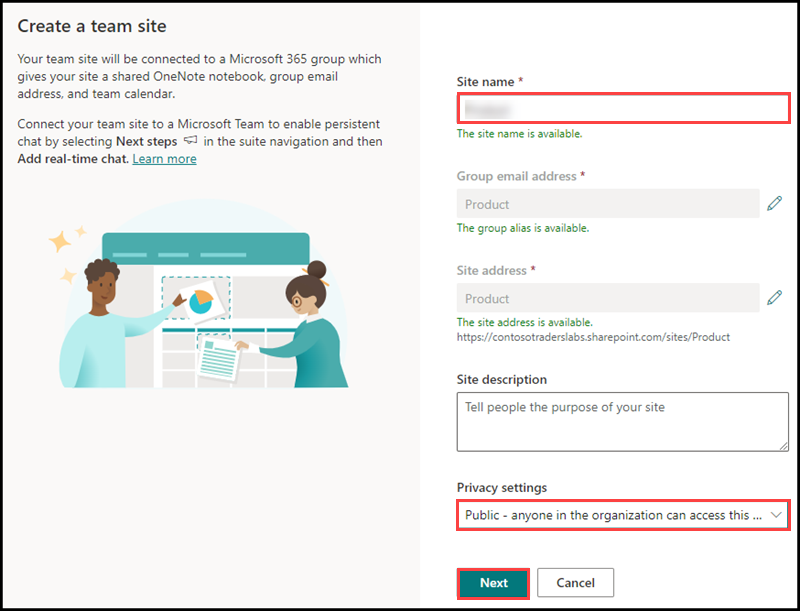 Create a team site
Your team site will be connected to a Microsoft 365 group which
gives your site a shared OneNote notebook, group email
address, and team calendar.
Connect your team site to a Microsoft Team to enable persistent
chat by selecting Next steps in the suite navigation and then
Add real-time chat. Learn more
Site name *
The site name is available.
Group email address *
Product
The group alias is available.
Site address *
Product
The site address is available.
https://contosotraderslabs.sharepoint.com/sites/Product
Site description
Tell people the purpose of your site
Privacy settings
Public - anyone in the organization can access this ...
Next
Cancel